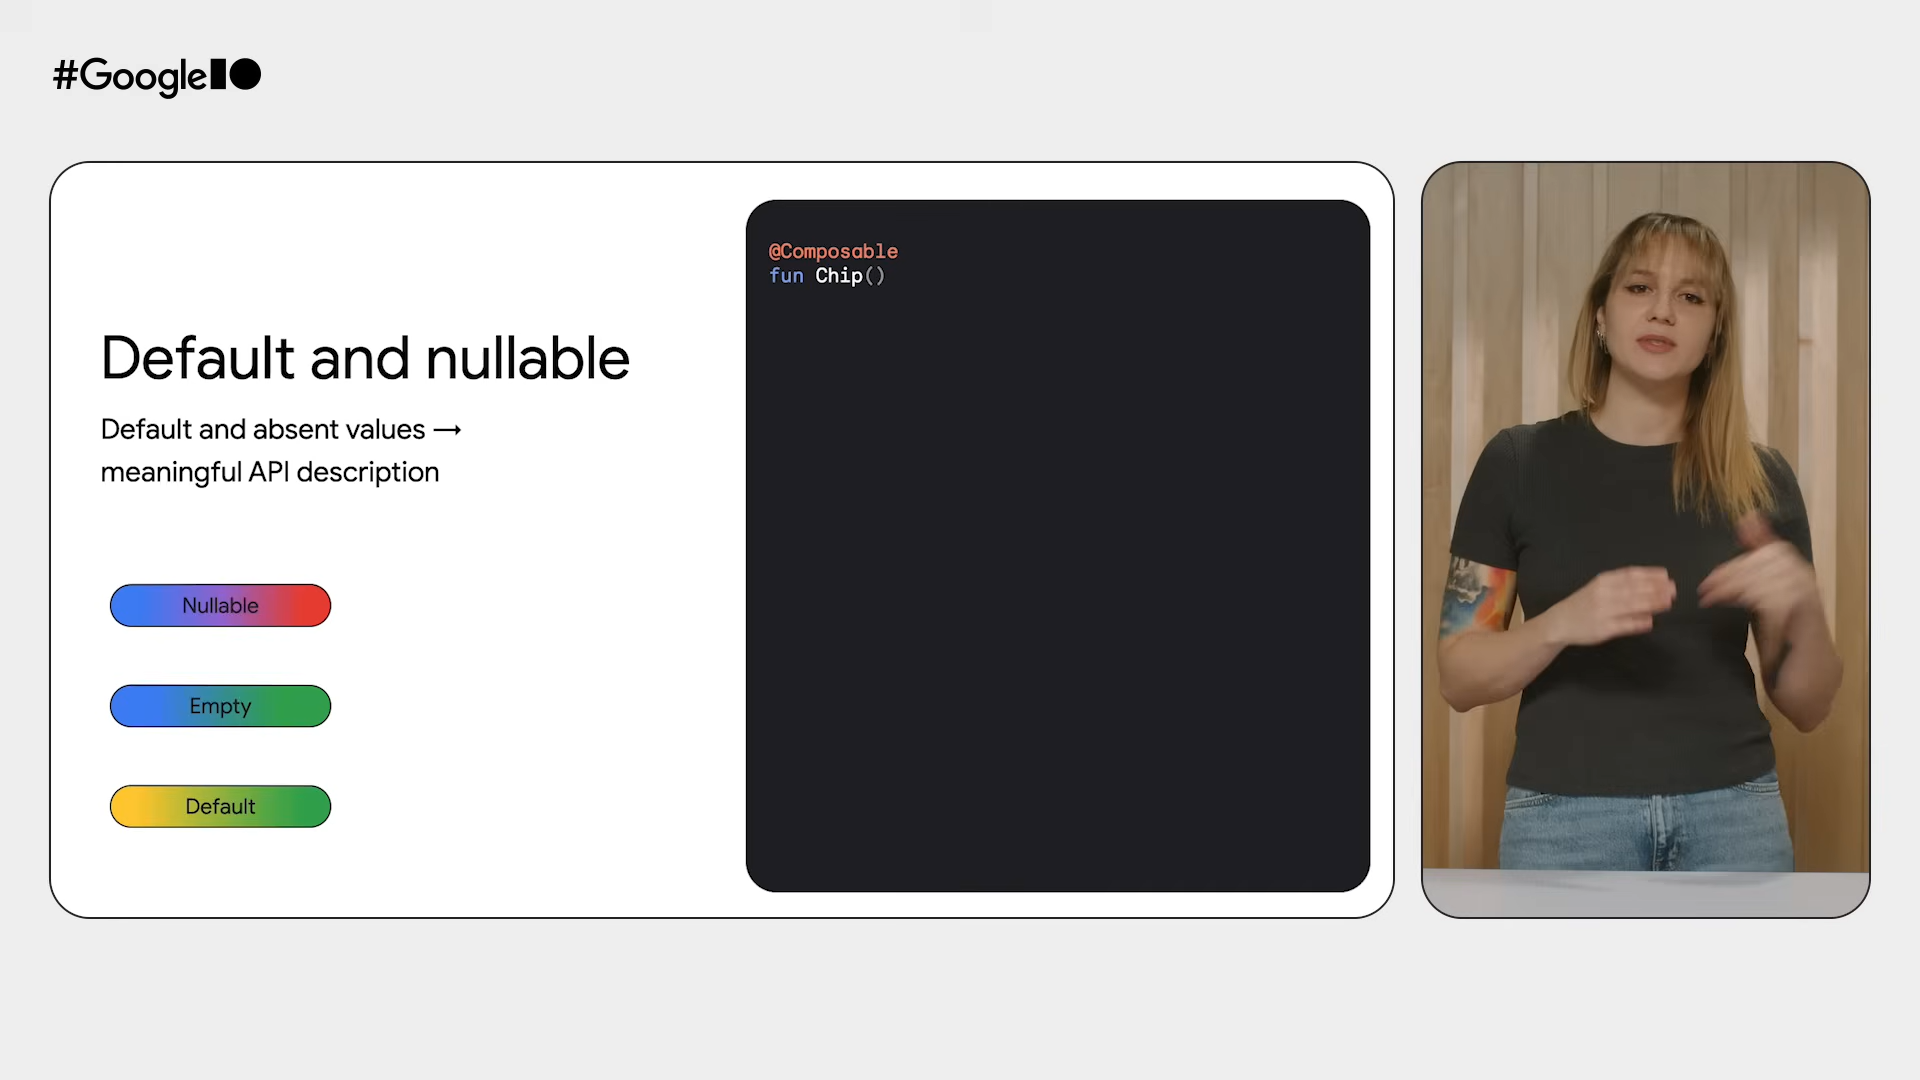 #GoogleIO
Default and nullable
Default and absent values →
meaningful API description
Nullable
Empty
Default
@Composable
fun Chip()